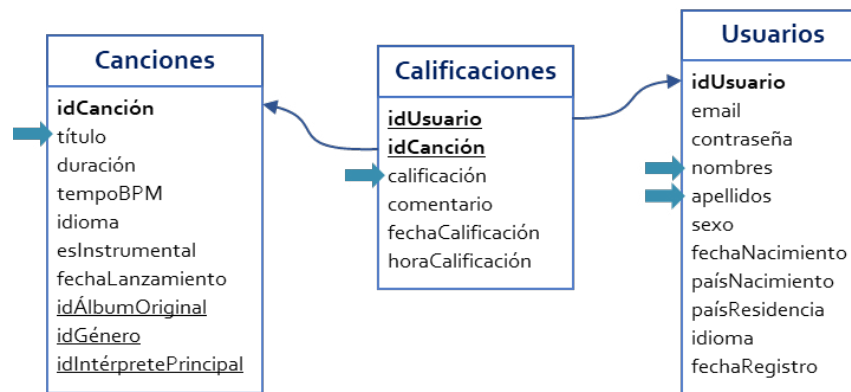 Canciones
idCanción
título
duración
tempoBPM
idioma
esInstrumental
fechaLanzamiento
idÁlbumOriginal
idGénero
idIntérpretePrincipal
Calificaciones
idUsuario
idCanción
calificación
comentario
fechaCalificación
horaCalificación
Usuarios
idUsuario
email
contraseña
nombres
apellidos
sexo
fechaNacimiento
paísNacimiento
paísResidencia
idioma
fechaRegistro